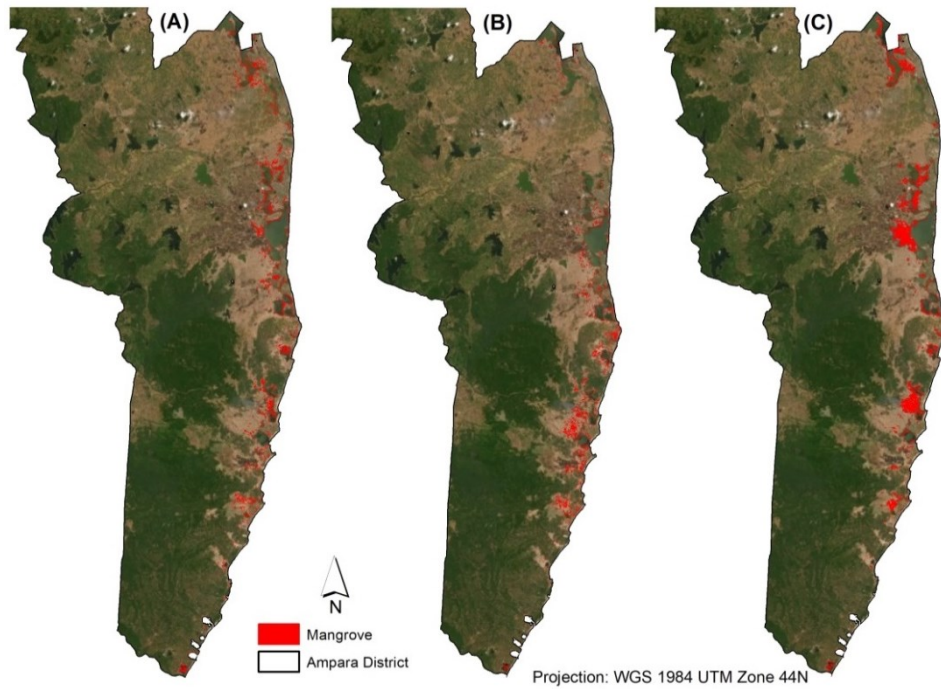 (A)
(B)
(C)
N
Mangrove
Ampara District
Projection: WGS 1984 UTM Zone 44N